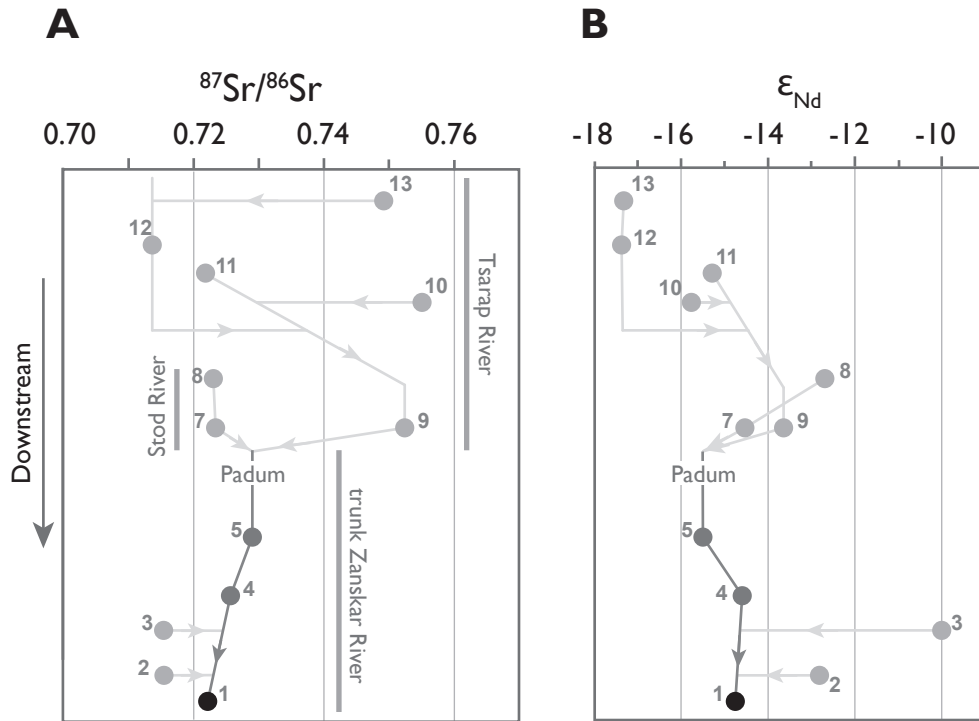 A
B
⁸⁷Sr/⁸⁶Sr
εNd
0.70 0.72 0.74 0.76
-18 -16 -14 -12 -10
13
12
11
10
8
7
9
Padum
5
4
3
2
1
Downstream
Stod River
Tsarap River
trunk Zanskar River
13
12
11
10
8
7
9
Padum
5
4
3
2
1